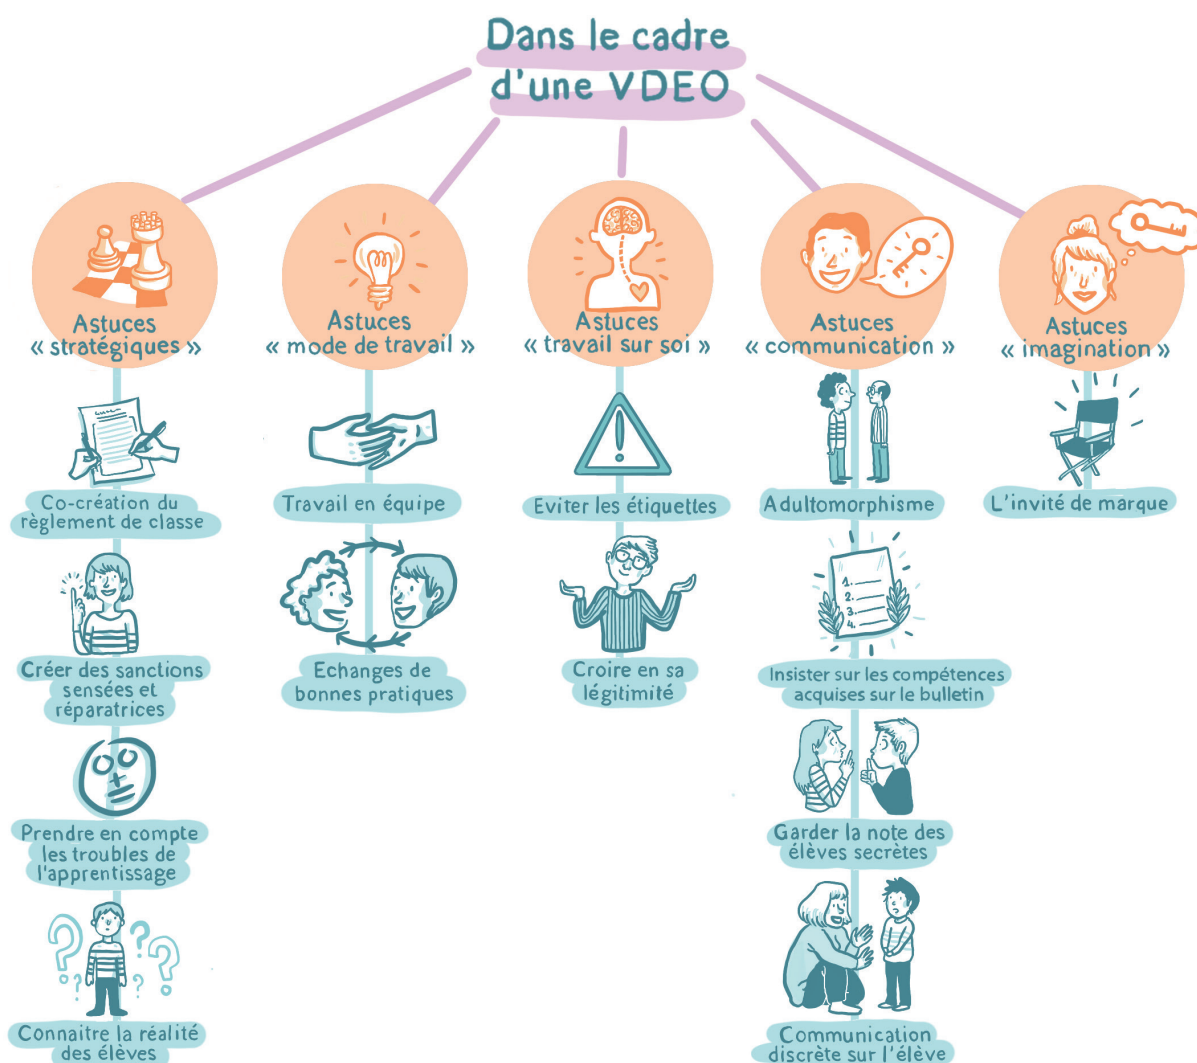 Dans le cadre
d'une VDEO
Astuces
« stratégiques »
Co-création du
règlement de classe
Créer des sanctions
sensées et
réparatrices
Prendre en compte
les troubles de
l'apprentissage
Connaitre la réalité
des élèves
Astuces
« mode de travail »
Travail en équipe
Echanges de
bonnes pratiques
Astuces
« travail sur soi »
Eviter les étiquettes
Croire en sa
légitimité
Astuces
« communication »
Adultomorphisme
1.
2.
3.
4.
Insister sur les compétences
acquises sur le bulletin
Garder la note des
élèves secrètes
Communication
discrète sur l'élève
Astuces
« imagination »
L'invité de marque